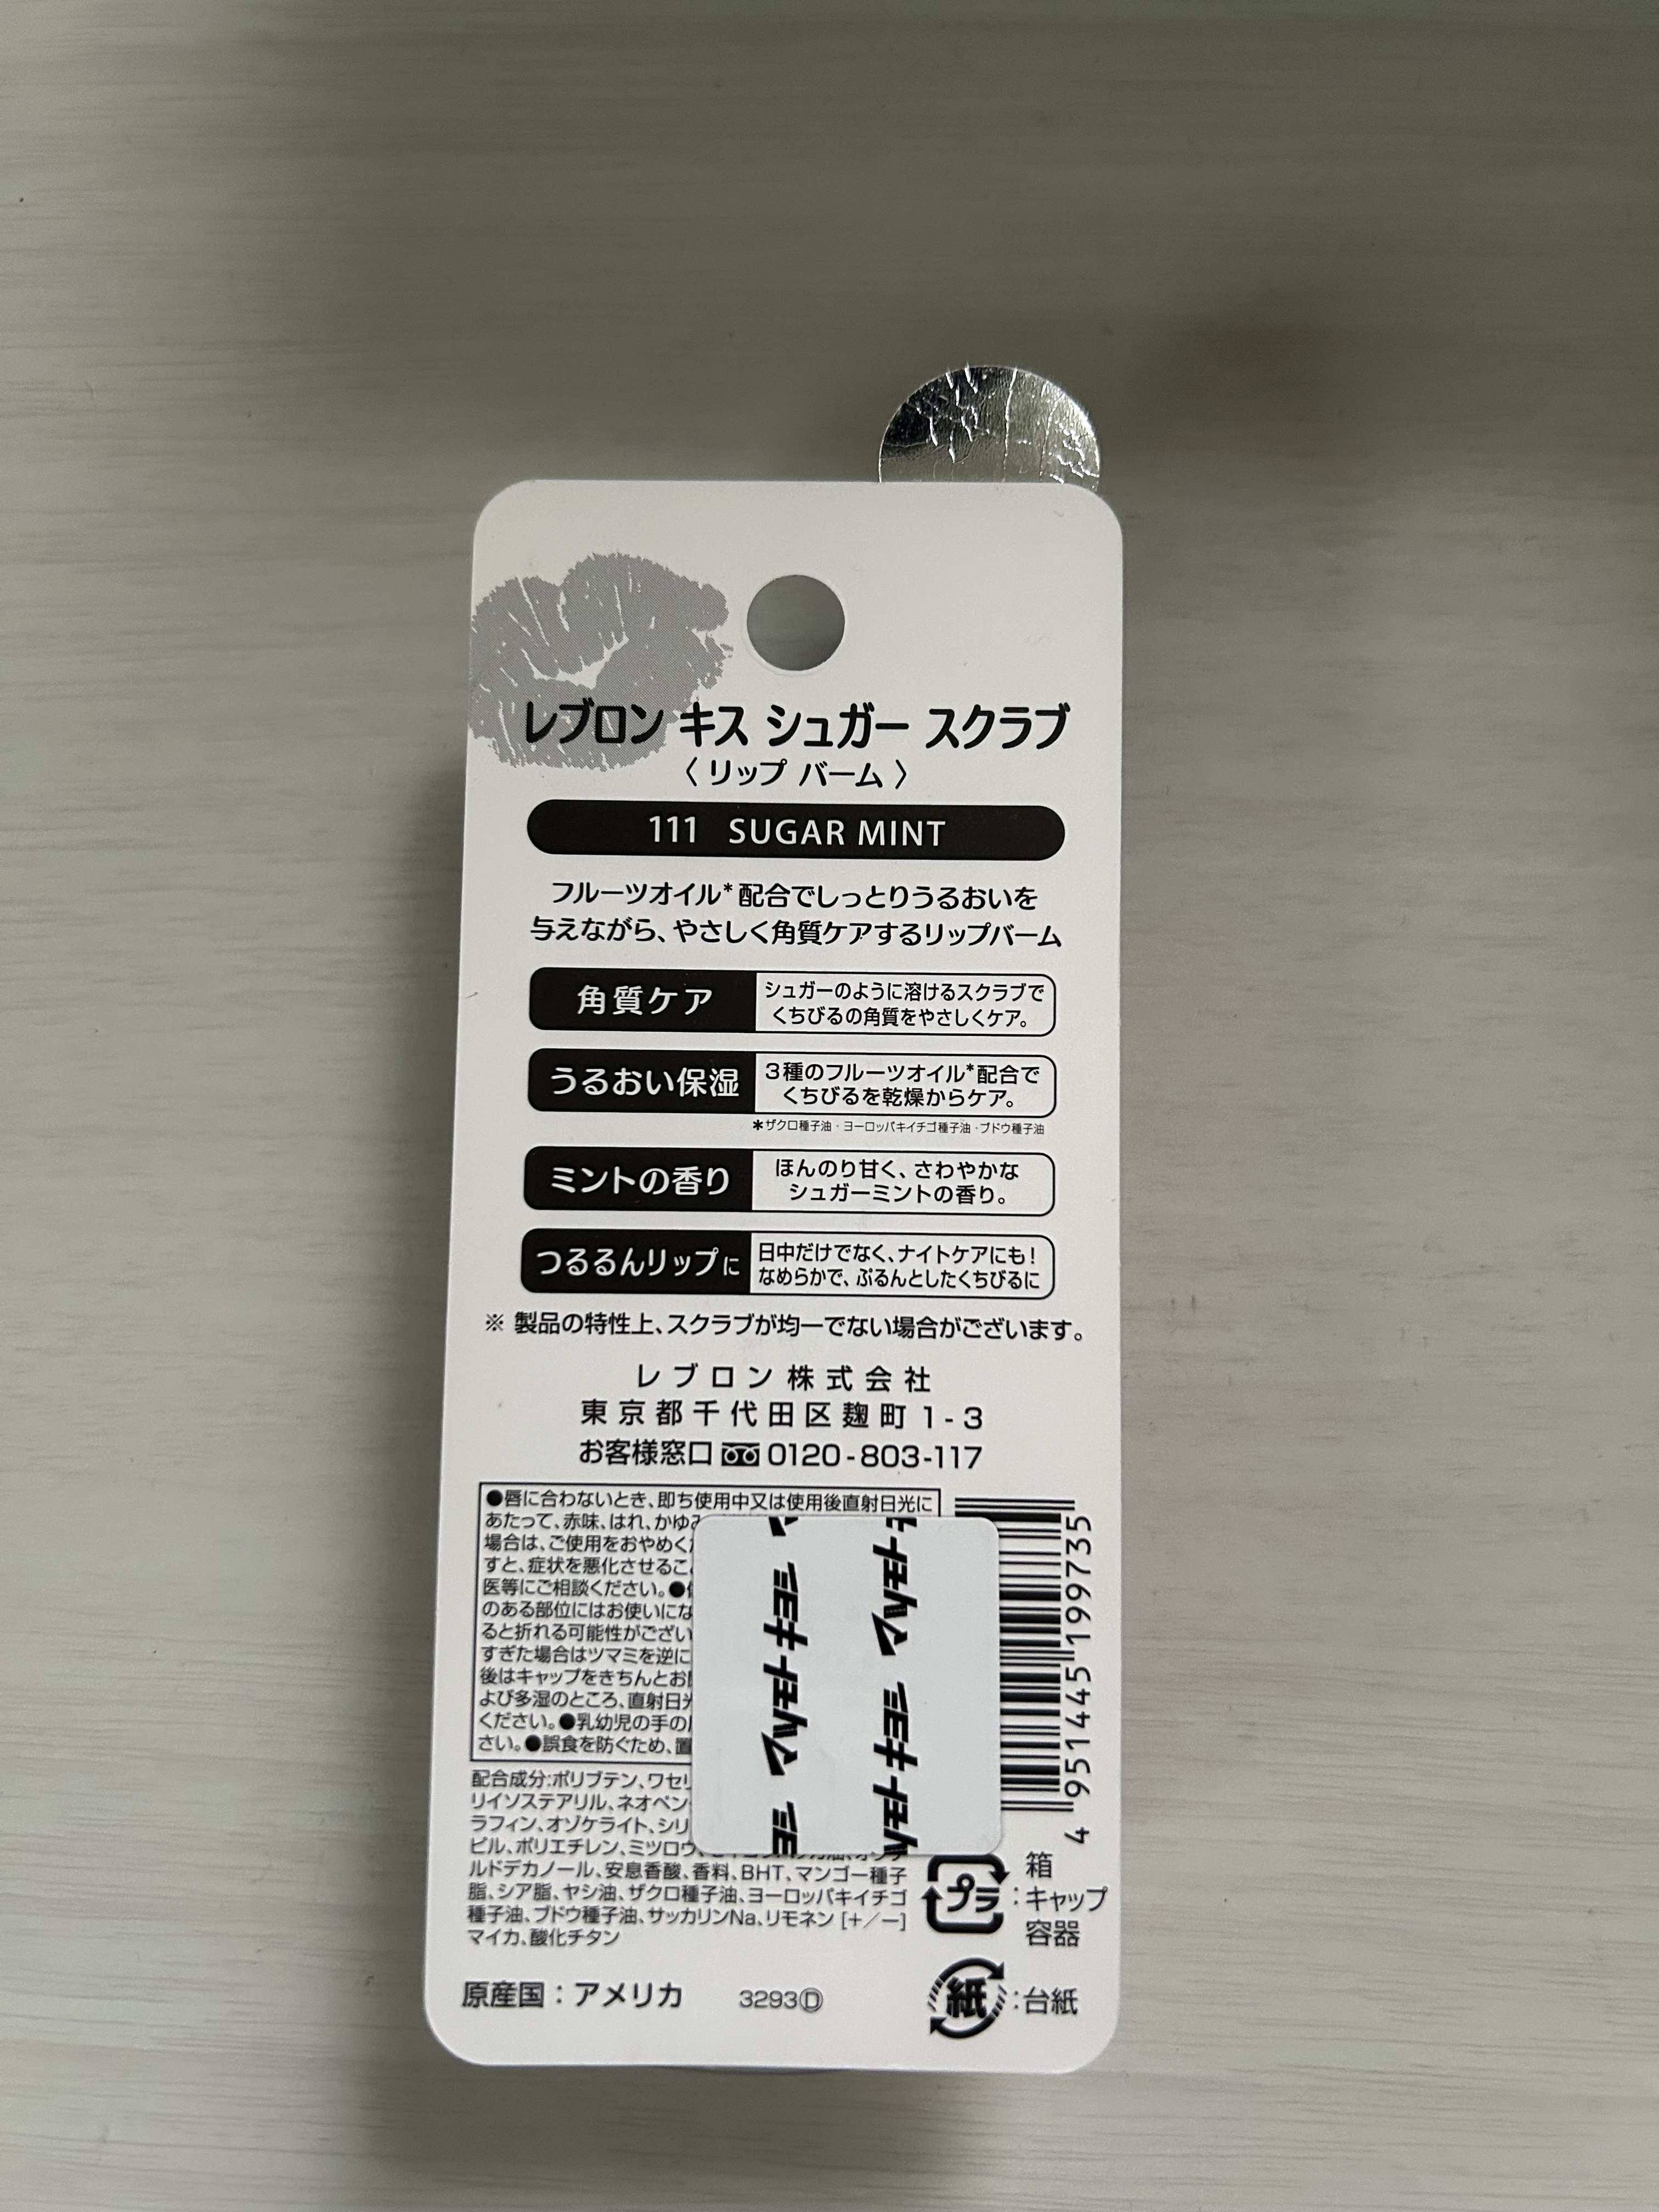 レブロン キス シュガー スクラブ
〈 リップ バーム 〉
111 SUGAR MINT
フルーツオイル*配合でしっとりうるおいを
与えながら、やさしく角質ケアするリップバーム
角質ケア
シュガーのように溶けるスクラブで
くちびるの角質をやさしくケア。
うるおい保湿
3種のフルーツオイル*配合で
くちびるを乾燥からケア。
*ザクロ種子油・ヨーロッパキイチゴ種子油・ブドウ種子油
ミントの香り
ほんのり甘く、さわやかな
シュガーミントの香り。
つるるんリップに
日中だけでなく、ナイトケアにも!
なめらかで、ぷるんとしたくちびるに
※ 製品の特性上、スクラブが均一でない場合がございます。
レブロン株式会社
東京都千代田区麹町1-3
お客様窓口 0120-803-117
●唇に合わないとき、即ち使用中又は使用後直射日光に
あたって、赤味、はれ、かゆみ
場合は、ご使用をおやめく
すと、症状を悪化させるこ
医等にご相談ください。●
のある部位にはお使いにな
ると折れる可能性がござい
すぎた場合はツマミを逆に
後はキャップをきちんとお
よび多湿のところ、直射日光
ください。●乳幼児の手の
さい。●誤食を防ぐため、置
配合成分:ポリブテン、ワセリ
リイソステアリル、ネオペン
ラフィン、オゾケライト、シリ
ピル、ポリエチレン、ミツロウ、
ルドデカノール、安息香酸、香料、BHT、マンゴー種子
脂、シア脂、ヤシ油、ザクロ種子油、ヨーロッパキイチゴ
種子油、ブドウ種子油、サッカリンNa、リモネン [+/-]
マイカ、酸化チタン
マツモトキヨシ
マツモトキヨシ
4 951445 199735
プラ
: 箱
キャップ
容器
紙 : 台紙
原産国:アメリカ 3293Ⓓ